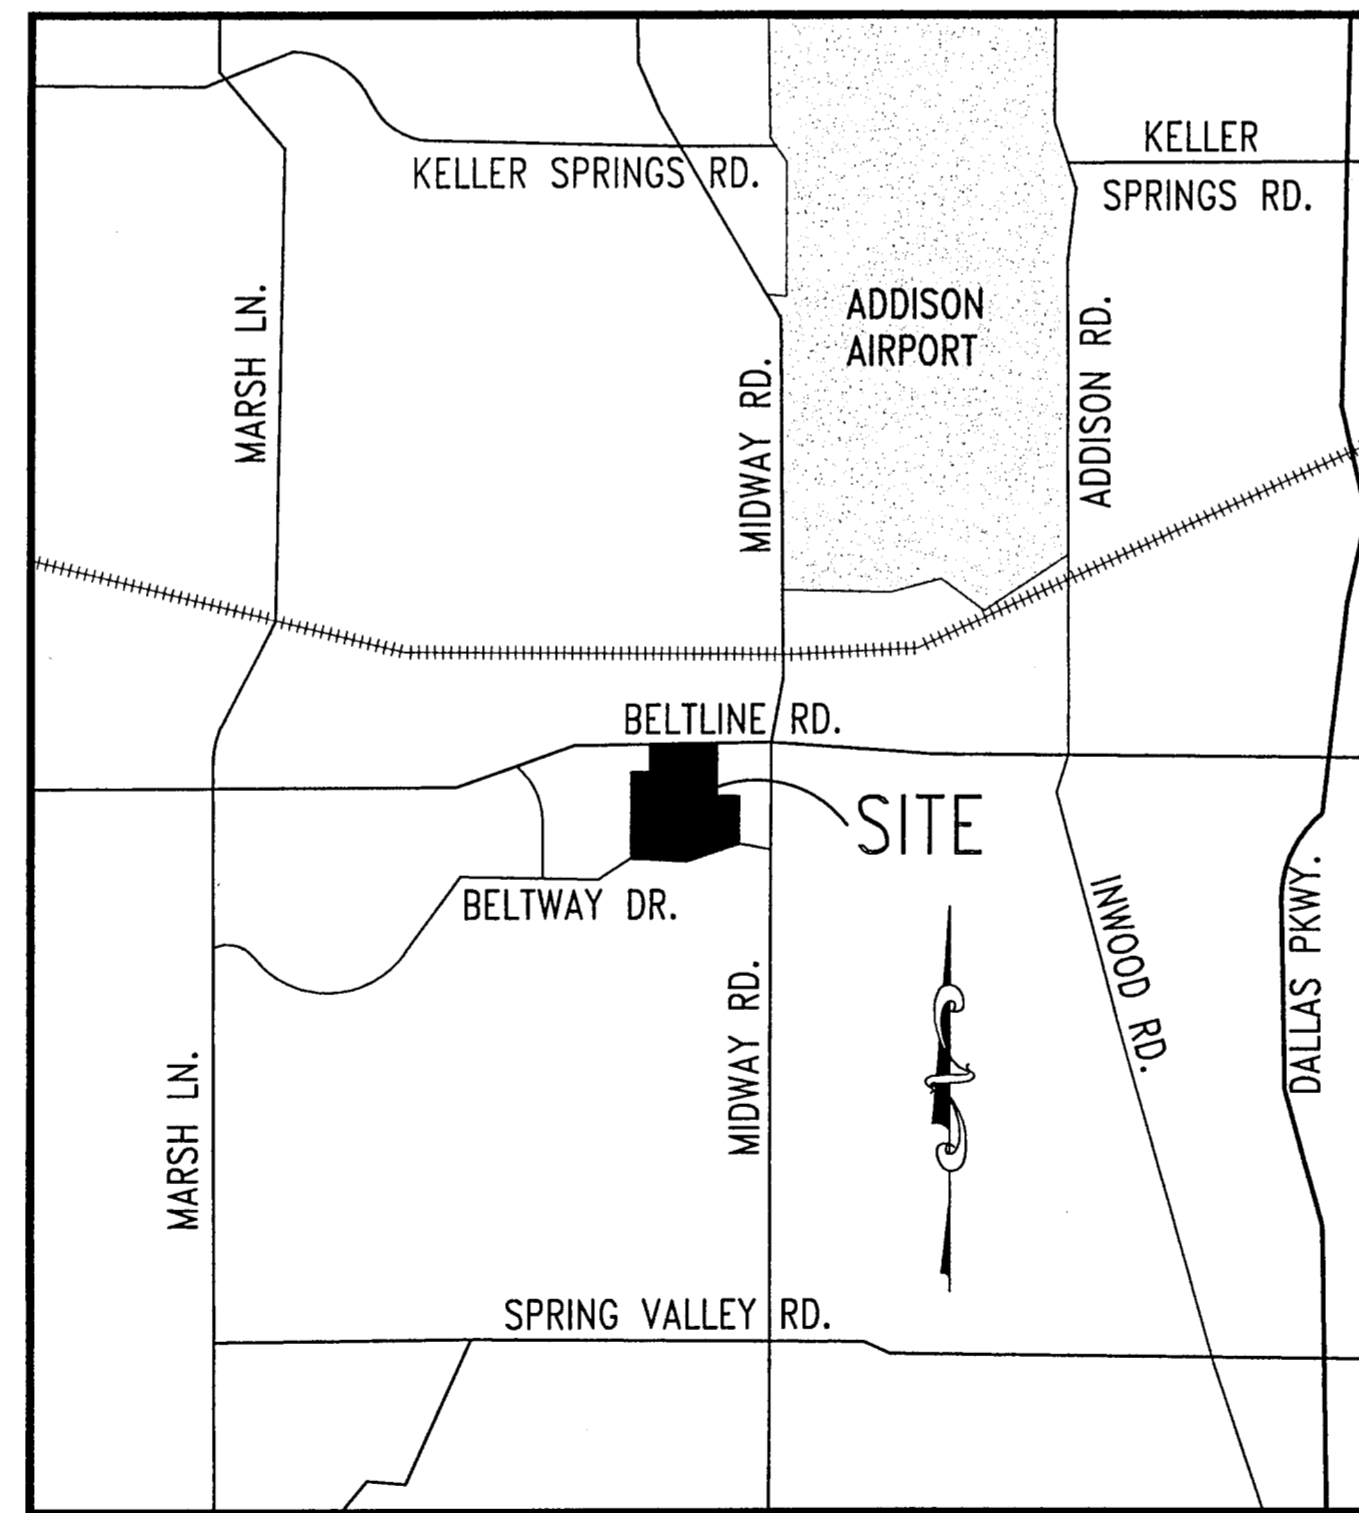 KELLER
SPRINGS RD.
KELLER SPRINGS RD.
MARSH LN.
ADDISON
AIRPORT
ADDISON RD.
MIDWAY RD.
BELTLINE RD.
SITE
BELTWAY DR.
INWOOD RD.
DALLAS PKWY.
MIDWAY RD.
MARSH LN.
SPRING VALLEY RD.